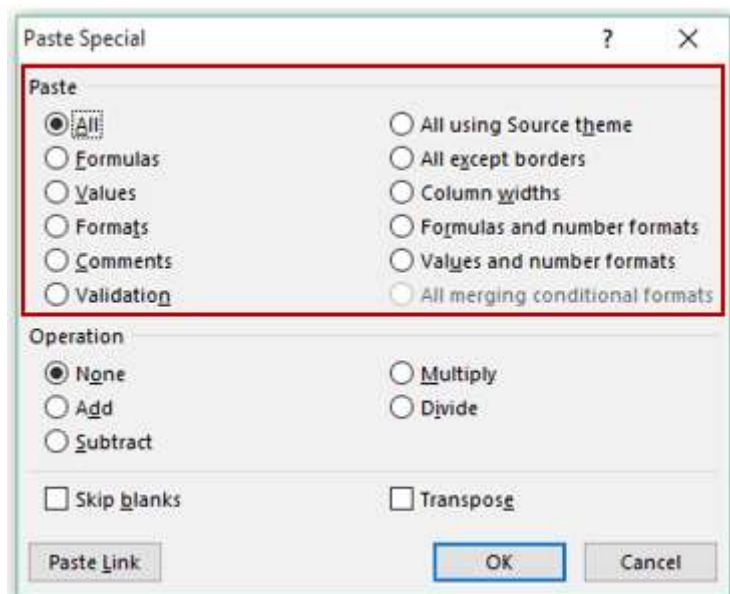 Paste Special ? ×
Paste
All
All using Source theme
Formulas
All except borders
Values
Column widths
Formats
Formulas and number formats
Comments
Values and number formats
Validation
All merging conditional formats
Operation
None
Multiply
Add
Divide
Subtract
Skip blanks
Transpose
Paste Link
OK
Cancel